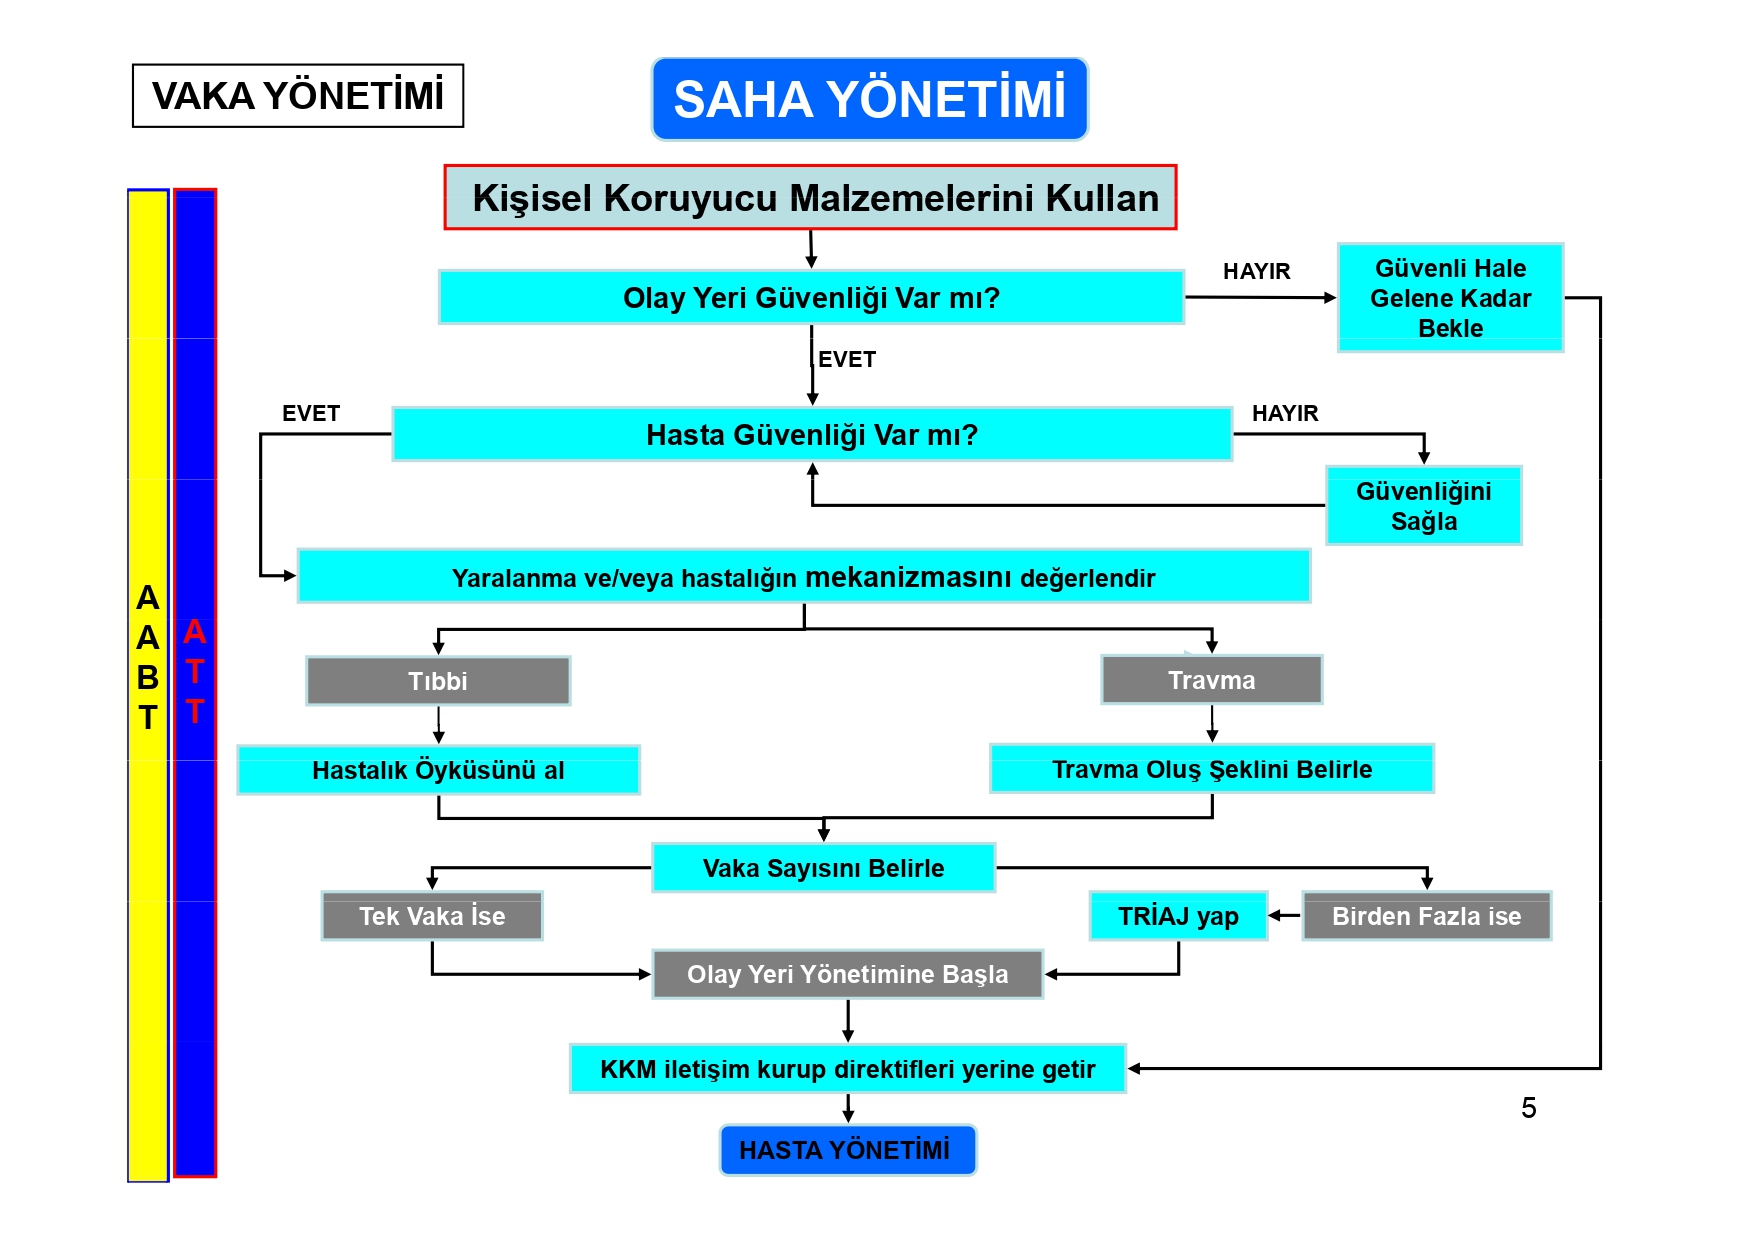 VAKA YÖNETİMİ
SAHA YÖNETİMİ
Kişisel Koruyucu Malzemelerini Kullan
Olay Yeri Güvenliği Var mı?
HAYIR
Güvenli Hale
Gelene Kadar
Bekle
EVET
EVET
Hasta Güvenliği Var mı?
HAYIR
Güvenliğini
Sağla
Yaralanma ve/veya hastalığın mekanizmasını değerlendir
A
A
B
T
A
T
T
Tıbbi
Travma
Hastalık Öyküsünü al
Travma Oluş Şeklini Belirle
Vaka Sayısını Belirle
Tek Vaka İse
TRİAJ yap
Birden Fazla ise
Olay Yeri Yönetimine Başla
KKM iletişim kurup direktifleri yerine getir
5
HASTA YÖNETİMİ